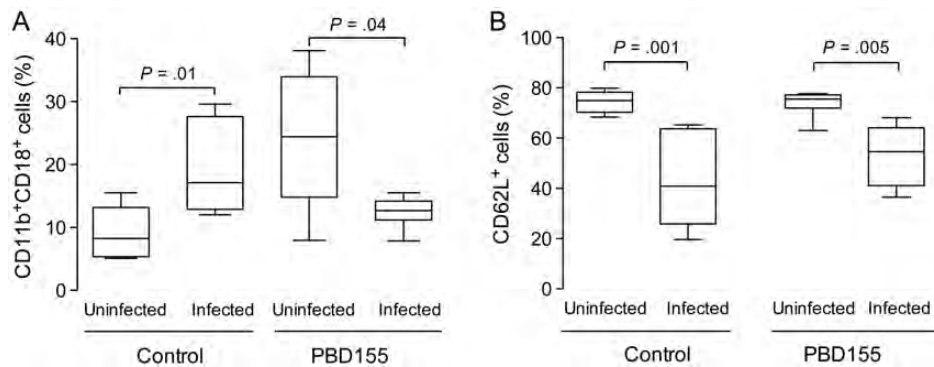 A
CD11b+CD18+ cells (%)
40
30
20
10
0
P = .01
P = .04
Uninfected Infected Uninfected Infected
Control PBD155
B
CD62L+ cells (%)
100
80
60
40
20
0
P = .001
P = .005
Uninfected Infected Uninfected Infected
Control PBD155